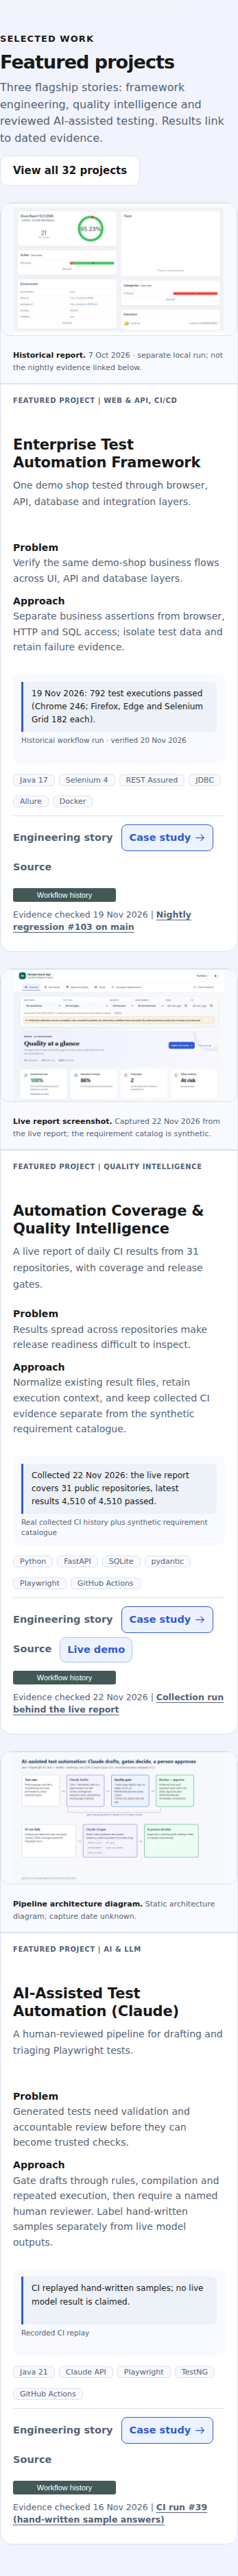 SELECTED WORK
Featured projects
Three flagship stories: framework
engineering, quality intelligence and
reviewed AI-assisted testing. Results link
to dated evidence.
View all 32 projects
95.23%
21
Historical report. 7 Oct 2026 · separate local run; not
the nightly evidence linked below.
FEATURED PROJECT | WEB & API, CI/CD
Enterprise Test
Automation Framework
One demo shop tested through browser,
API, database and integration layers.
Problem
Verify the same demo-shop business flows
across UI, API and database layers.
Approach
Separate business assertions from browser,
HTTP and SQL access; isolate test data and
retain failure evidence.
19 Nov 2026: 792 test executions passed
(Chrome 246; Firefox, Edge and Selenium
Grid 182 each).
Historical workflow run · verified 20 Nov 2026
Java 17 Selenium 4 REST Assured JDBC
Allure Docker
Engineering story Case study →
Source
Workflow history
Evidence checked 19 Nov 2026 | Nightly
regression #103 on main
Quality at a glance
100% 86% 2 At risk
Live report screenshot. Captured 22 Nov 2026 from
the live report; the requirement catalog is synthetic.
FEATURED PROJECT | QUALITY INTELLIGENCE
Automation Coverage &
Quality Intelligence
A live report of daily CI results from 31
repositories, with coverage and release
gates.
Problem
Results spread across repositories make
release readiness difficult to inspect.
Approach
Normalize existing result files, retain
execution context, and keep collected CI
evidence separate from the synthetic
requirement catalogue.
Collected 22 Nov 2026: the live report
covers 31 public repositories, latest
results 4,510 of 4,510 passed.
Real collected CI history plus synthetic requirement
catalogue
Python FastAPI SQLite pydantic
Playwright GitHub Actions
Engineering story Case study →
Source Live demo
Workflow history
Evidence checked 22 Nov 2026 | Collection run
behind the live report
AI-assisted test automation: Claude drafts, gates decide, a person approves
Pipeline architecture diagram. Static architecture
diagram; capture date unknown.
FEATURED PROJECT | AI & LLM
AI-Assisted Test
Automation (Claude)
A human-reviewed pipeline for drafting and
triaging Playwright tests.
Problem
Generated tests need validation and
accountable review before they can
become trusted checks.
Approach
Gate drafts through rules, compilation and
repeated execution, then require a named
human reviewer. Label hand-written
samples separately from live model
outputs.
CI replayed hand-written samples; no live
model result is claimed.
Recorded CI replay
Java 21 Claude API Playwright TestNG
GitHub Actions
Engineering story Case study →
Source
Workflow history
Evidence checked 16 Nov 2026 | CI run #39
(hand-written sample answers)